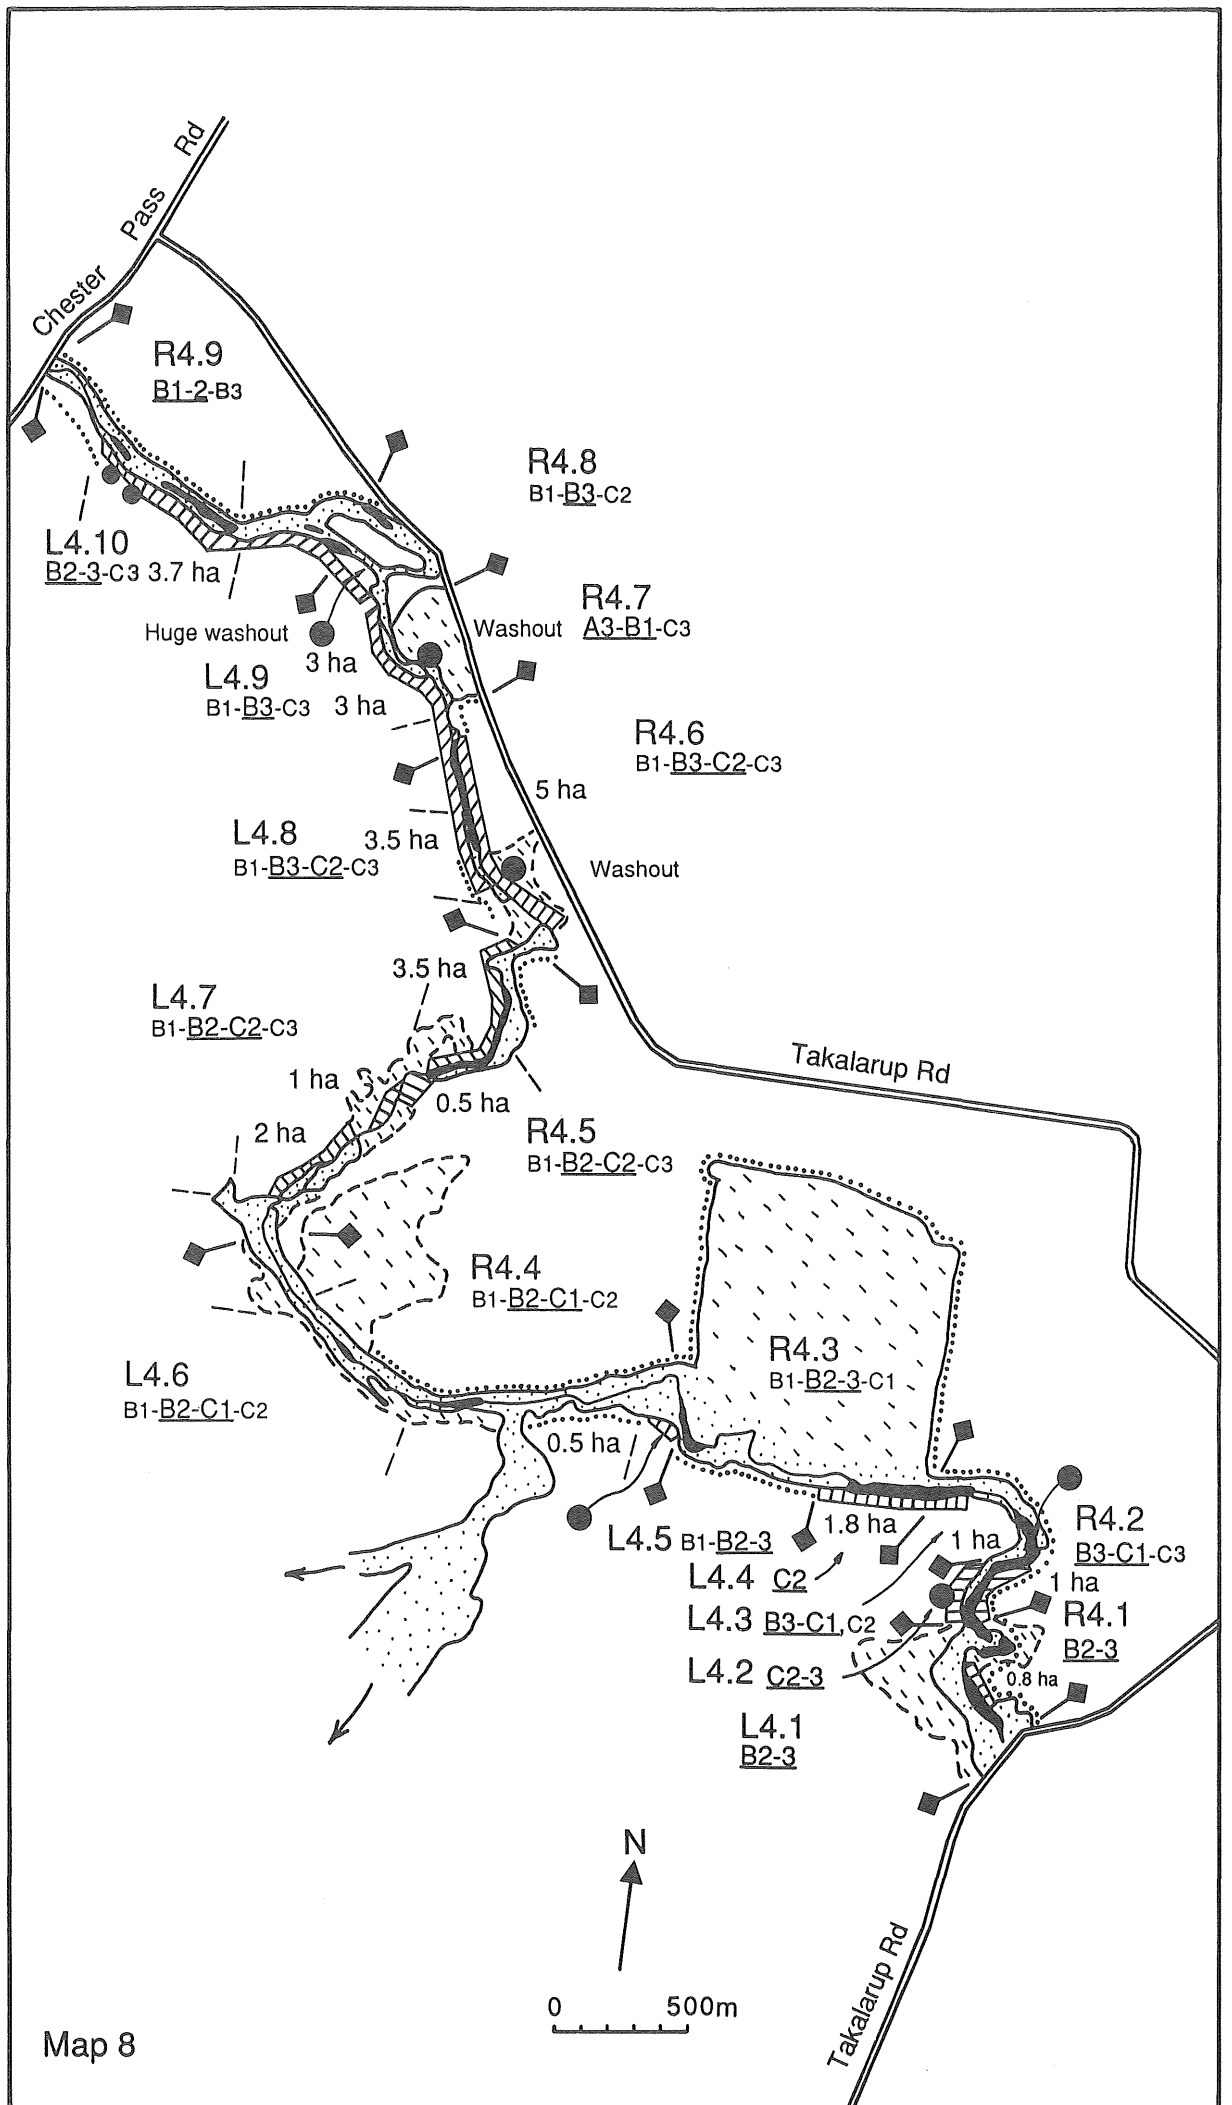 Chester Pass Rd
R4.9
B1-2-B3
R4.8
B1-B3-C2
L4.10
B2-3-C3 3.7 ha
Huge washout
Washout
R4.7
A3-B1-C3
3 ha
L4.9
B1-B3-C3
3 ha
R4.6
B1-B3-C2-C3
5 ha
L4.8
B1-B3-C2-C3
3.5 ha
Washout
3.5 ha
L4.7
B1-B2-C2-C3
Takalarup Rd
1 ha
0.5 ha
2 ha
R4.5
B1-B2-C2-C3
R4.4
B1-B2-C1-C2
R4.3
B1-B2-3-C1
L4.6
B1-B2-C1-C2
0.5 ha
L4.5 B1-B2-3
1.8 ha
1 ha
R4.2
B3-C1-C3
L4.4 C2
1 ha
L4.3 B3-C1,C2
R4.1
B2-3
L4.2 C2-3
0.8 ha
L4.1
B2-3
N
0 500m
Takalarup Rd
Map 8